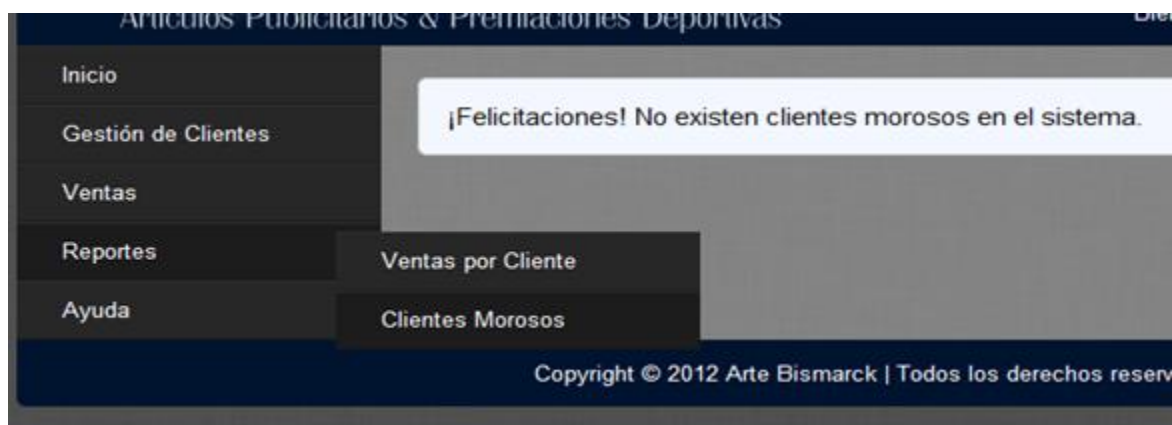 Artículos Publicitarios & Premiaciones Deportivas
Inicio
¡Felicitaciones! No existen clientes morosos en el sistema.
Gestión de Clientes
Ventas
Reportes
Ventas por Cliente
Ayuda
Clientes Morosos
Copyright © 2012 Arte Bismarck | Todos los derechos